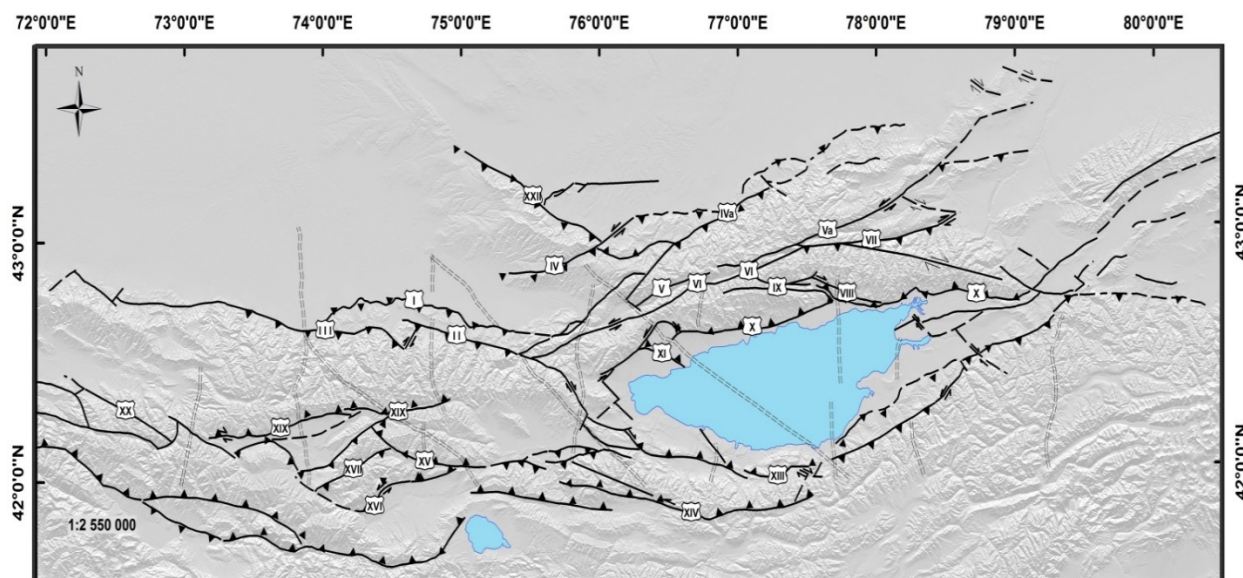 72°0'0"E 73°0'0"E 74°0'0"E 75°0'0"E 76°0'0"E 77°0'0"E 78°0'0"E 79°0'0"E 80°0'0"E
N
XXII
IVa
Va
VII
43°0'0"N
43°0'0"N
IV
VI
V
VI
IX
VIII
X
I
III
II
X
XI
XX
XIX
XIX
XVII
XV
XIII
42°0'0"N
42°0'0"N
XVI
XIV
1:2 550 000